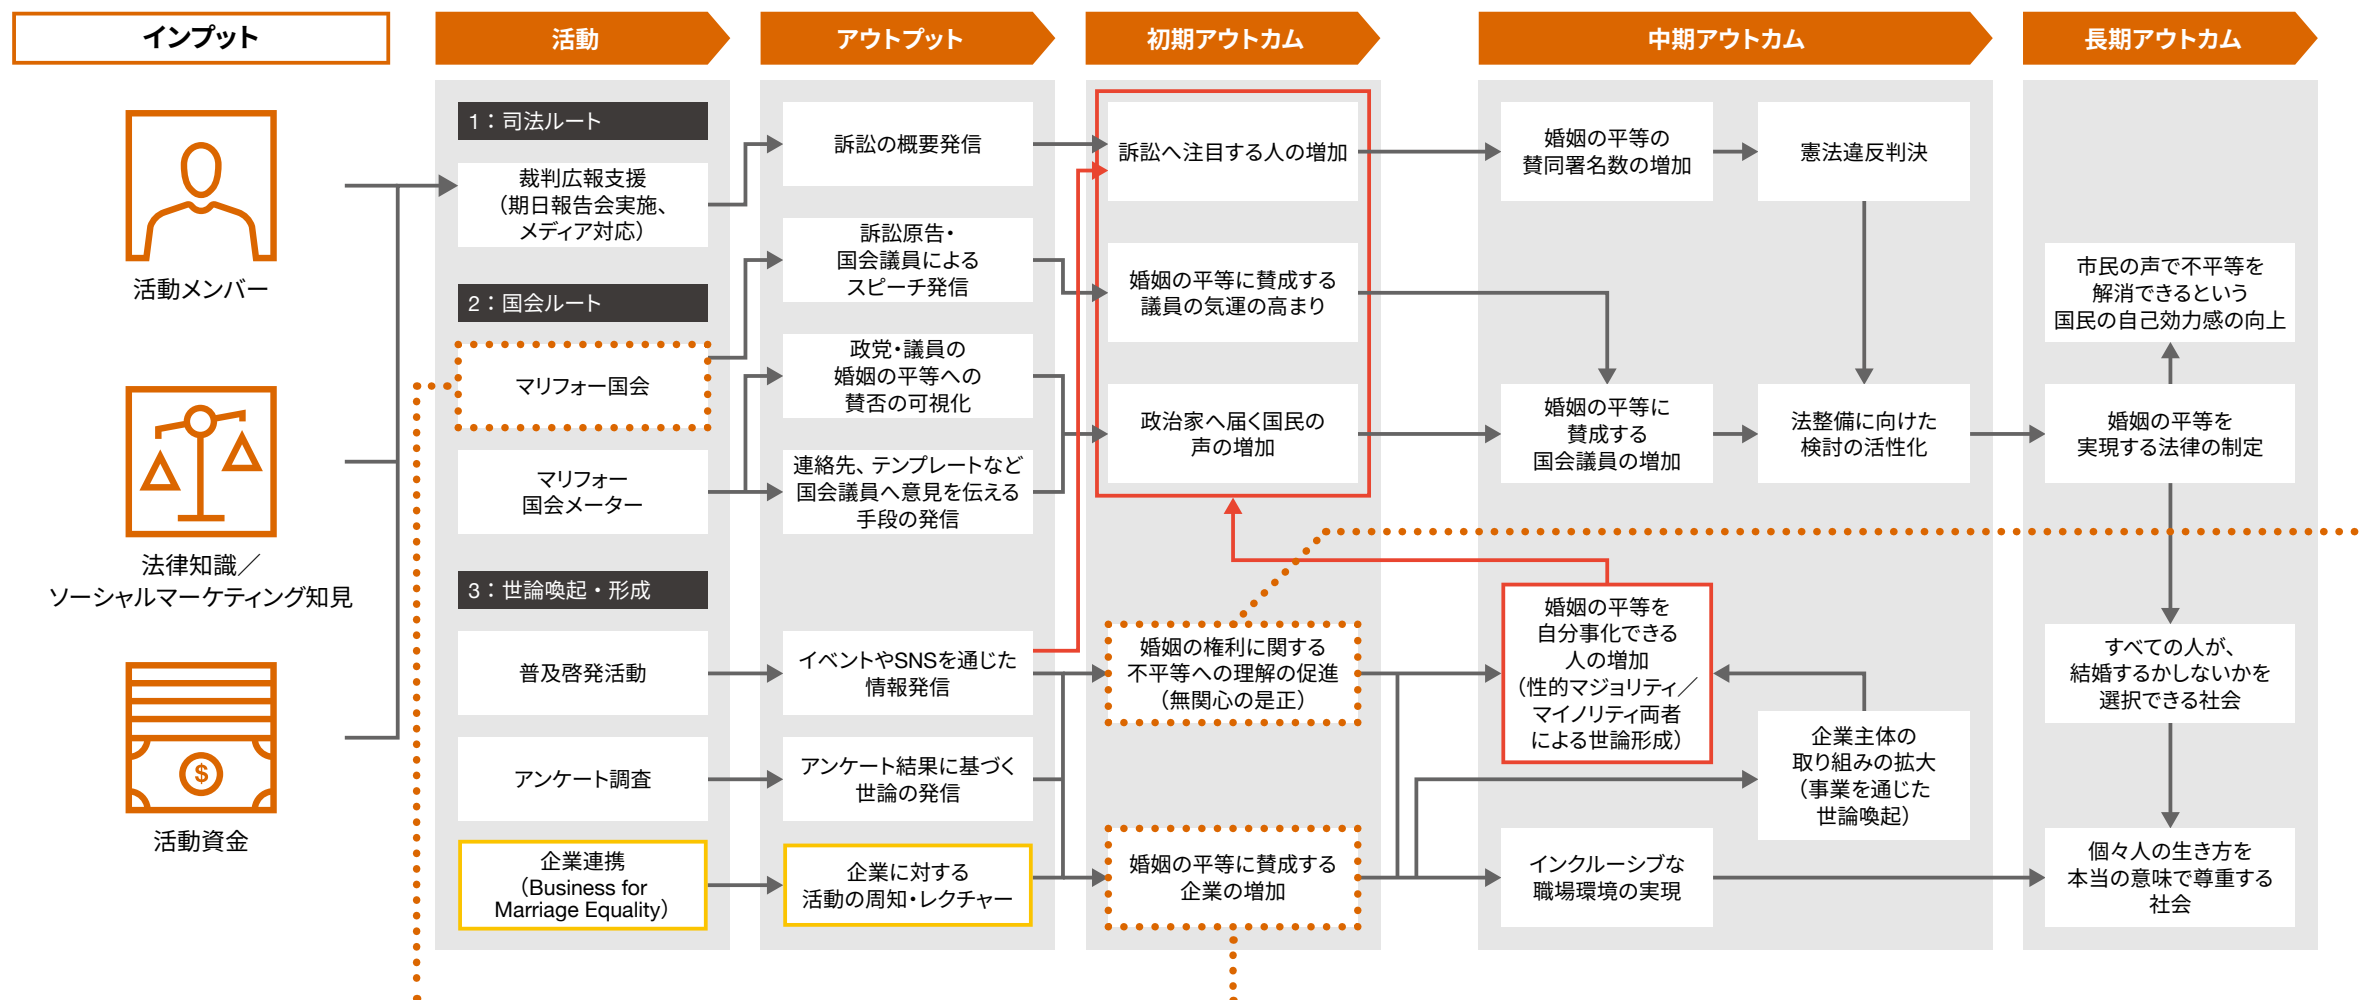 インプット
活動
アウトプット
初期アウトカム
中期アウトカム
長期アウトカム
活動メンバー
法律知識／
ソーシャルマーケティング知見
$
活動資金
1：司法ルート
裁判広報支援
（期日報告会実施、
メディア対応）
2：国会ルート
マリフォー国会
マリフォー
国会メーター
3：世論喚起・形成
普及啓発活動
アンケート調査
企業連携
（Business for
Marriage Equality）
訴訟の概要発信
訴訟原告・
国会議員による
スピーチ発信
政党・議員の
婚姻の平等への
賛否の可視化
連絡先、テンプレートなど
国会議員へ意見を伝える
手段の発信
イベントやSNSを通じた
情報発信
アンケート結果に基づく
世論の発信
企業に対する
活動の周知・レクチャー
訴訟へ注目する人の増加
婚姻の平等に賛成する
議員の気運の高まり
政治家へ届く国民の
声の増加
婚姻の権利に関する
不平等への理解の促進
（無関心の是正）
婚姻の平等に賛成する
企業の増加
婚姻の平等の
賛同署名数の増加
憲法違反判決
婚姻の平等に
賛成する
国会議員の増加
法整備に向けた
検討の活性化
婚姻の平等を
自分事化できる
人の増加
（性的マジョリティ／
マイノリティ両者
による世論形成）
企業主体の
取り組みの拡大
（事業を通じた
世論喚起）
インクルーシブな
職場環境の実現
市民の声で不平等を
解消できるという
国民の自己効力感の向上
婚姻の平等を
実現する法律の制定
すべての人が、
結婚するかしないかを
選択できる社会
個々人の生き方を
本当の意味で尊重する
社会